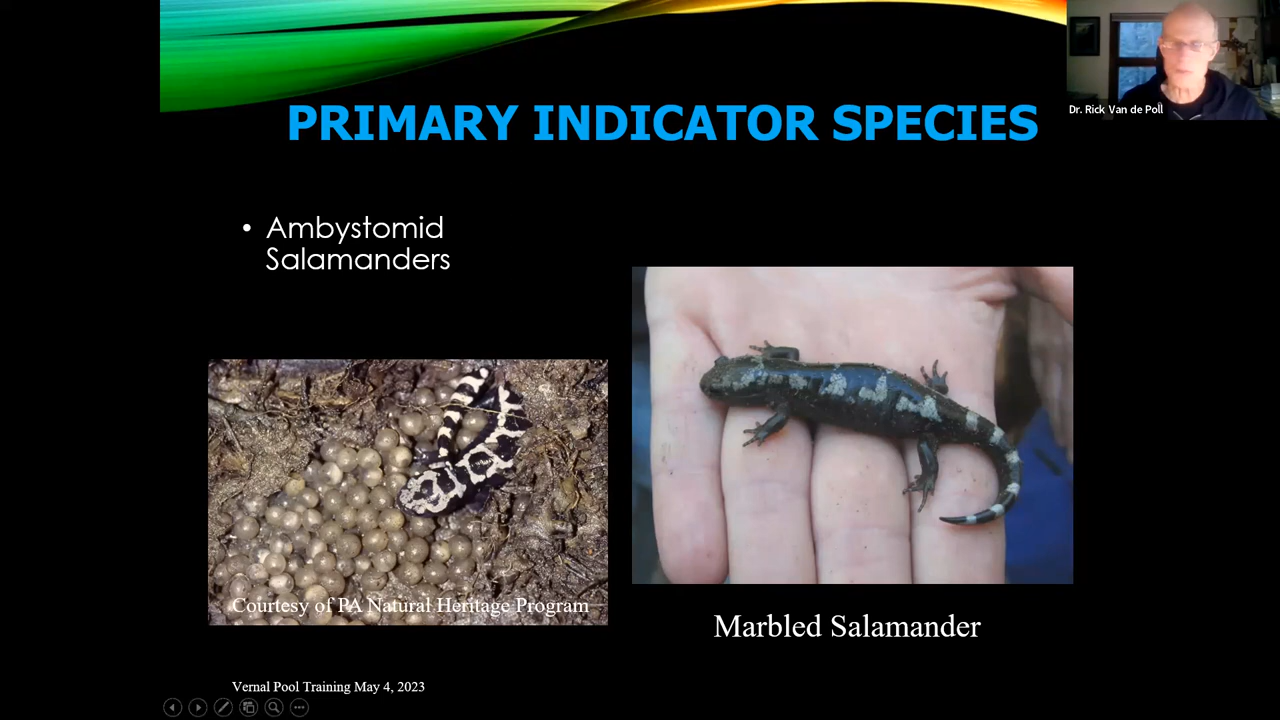 PRIMARY INDICATOR SPECIES
Dr. Rick Van de Poll
• Ambystomid
Salamanders
Courtesy of PA Natural Heritage Program
Marbled Salamander
Vernal Pool Training May 4, 2023